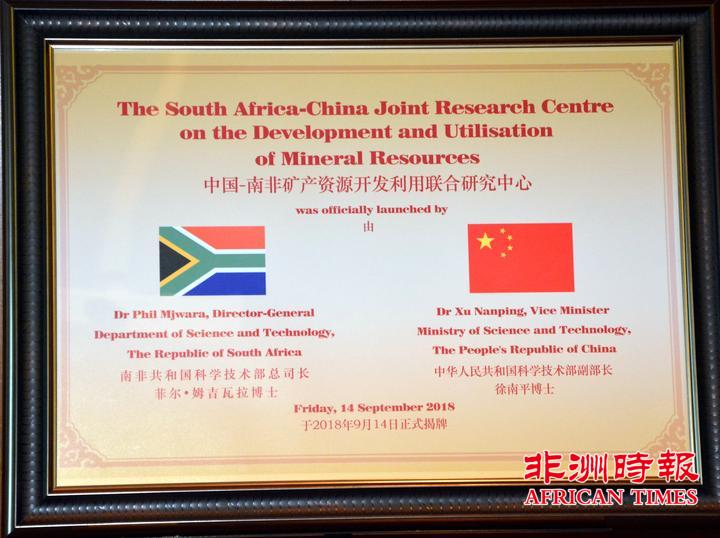 The South Africa-China Joint Research Centre
on the Development and Utilisation
of Mineral Resources
中国-南非矿产资源开发利用联合研究中心
was officially launched by
由
Dr Phil Mjwara, Director-General
Department of Science and Technology,
The Republic of South Africa
南非共和国科学技术部总司长
菲尔·姆吉瓦拉博士
Dr Xu Nanping, Vice Minister
Ministry of Science and Technology,
The People's Republic of China
中华人民共和国科学技术部副部长
徐南平博士
Friday, 14 September 2018
于2018年9月14日正式揭牌
非洲時報
AFRICAN TIMES